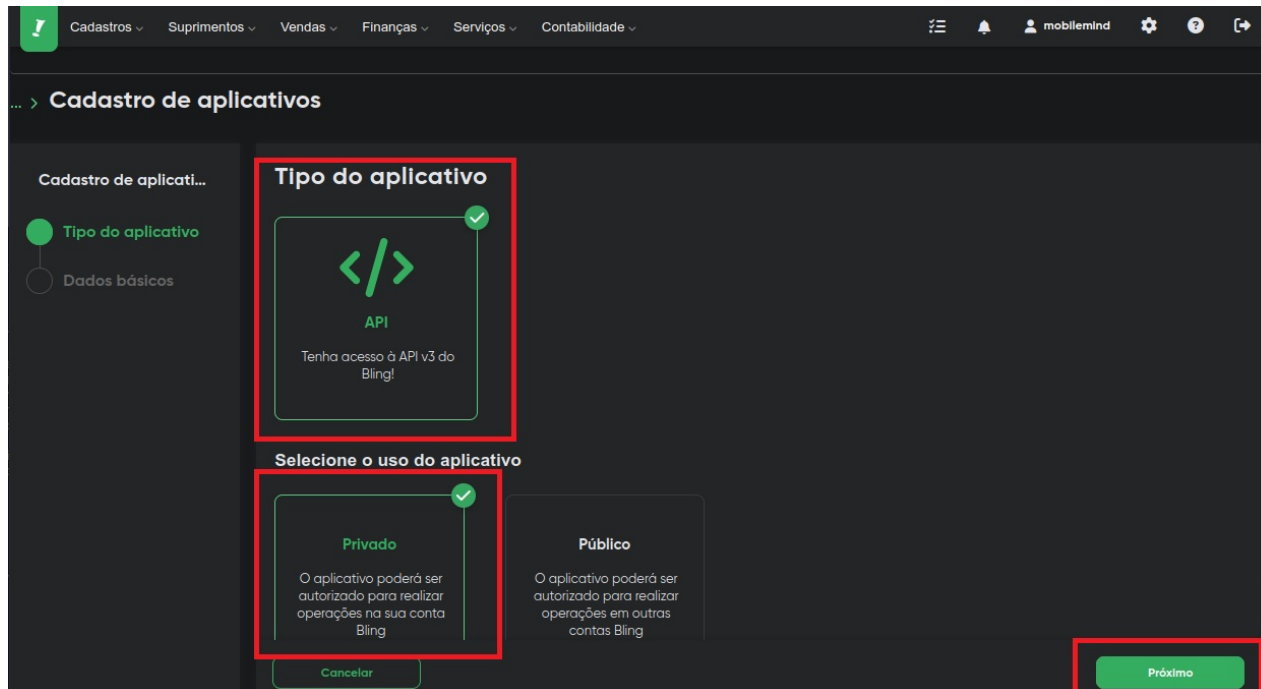 Cadastros Suprimentos Vendas Finanças Serviços Contabilidade mobilemind
... > Cadastro de aplicativos
Cadastro de aplicati...
Tipo do aplicativo
Dados básicos
Tipo do aplicativo
</>
API
Tenha acesso à API v3 do
Bling!
Selecione o uso do aplicativo
Privado
O aplicativo poderá ser
autorizado para realizar
operações na sua conta
Bling
Público
O aplicativo poderá ser
autorizado para realizar
operações em outras
contas Bling
Cancelar
Próximo